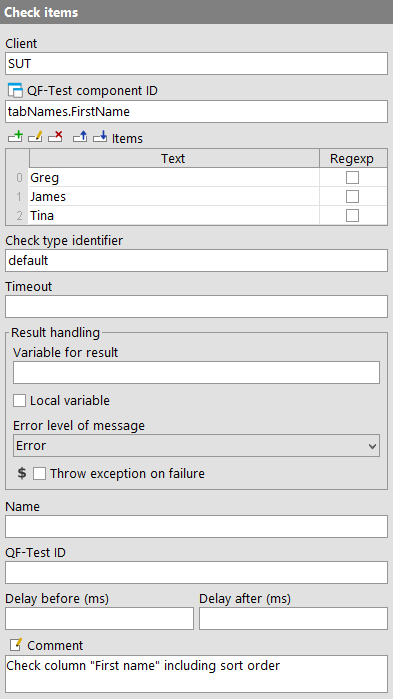 Check items
Client
SUT
QF-Test component ID
tabNames.FirstName
Items
Text Regexp
0 Greg
1 James
2 Tina
Check type identifier
default
Timeout
Result handling
Variable for result
Local variable
Error level of message
Error
$ Throw exception on failure
Name
QF-Test ID
Delay before (ms) Delay after (ms)
Comment
Check column "First name" including sort order